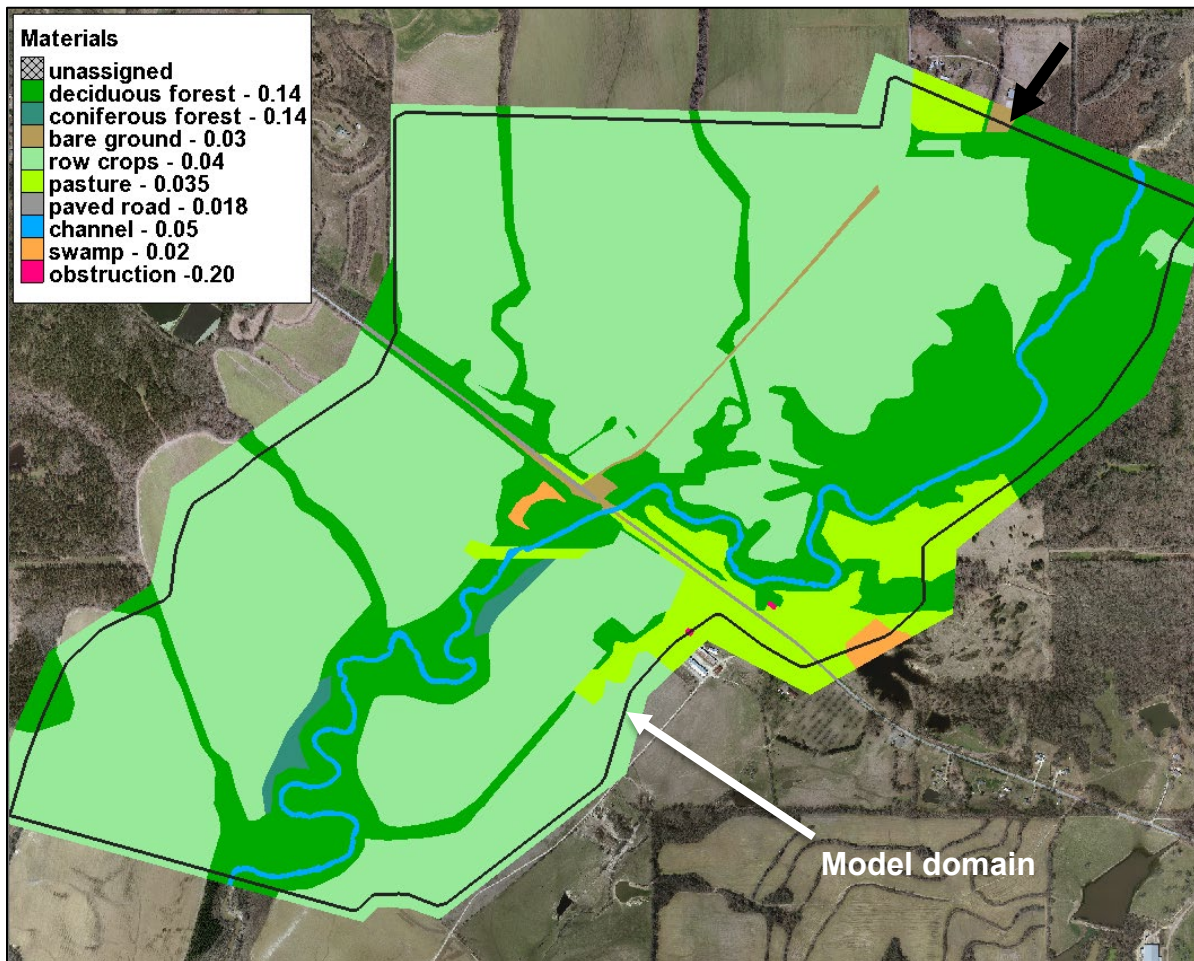 Materials
unassigned
deciduous forest - 0.14
coniferous forest - 0.14
bare ground - 0.03
row crops - 0.04
pasture - 0.035
paved road - 0.018
channel - 0.05
swamp - 0.02
obstruction -0.20
Model domain